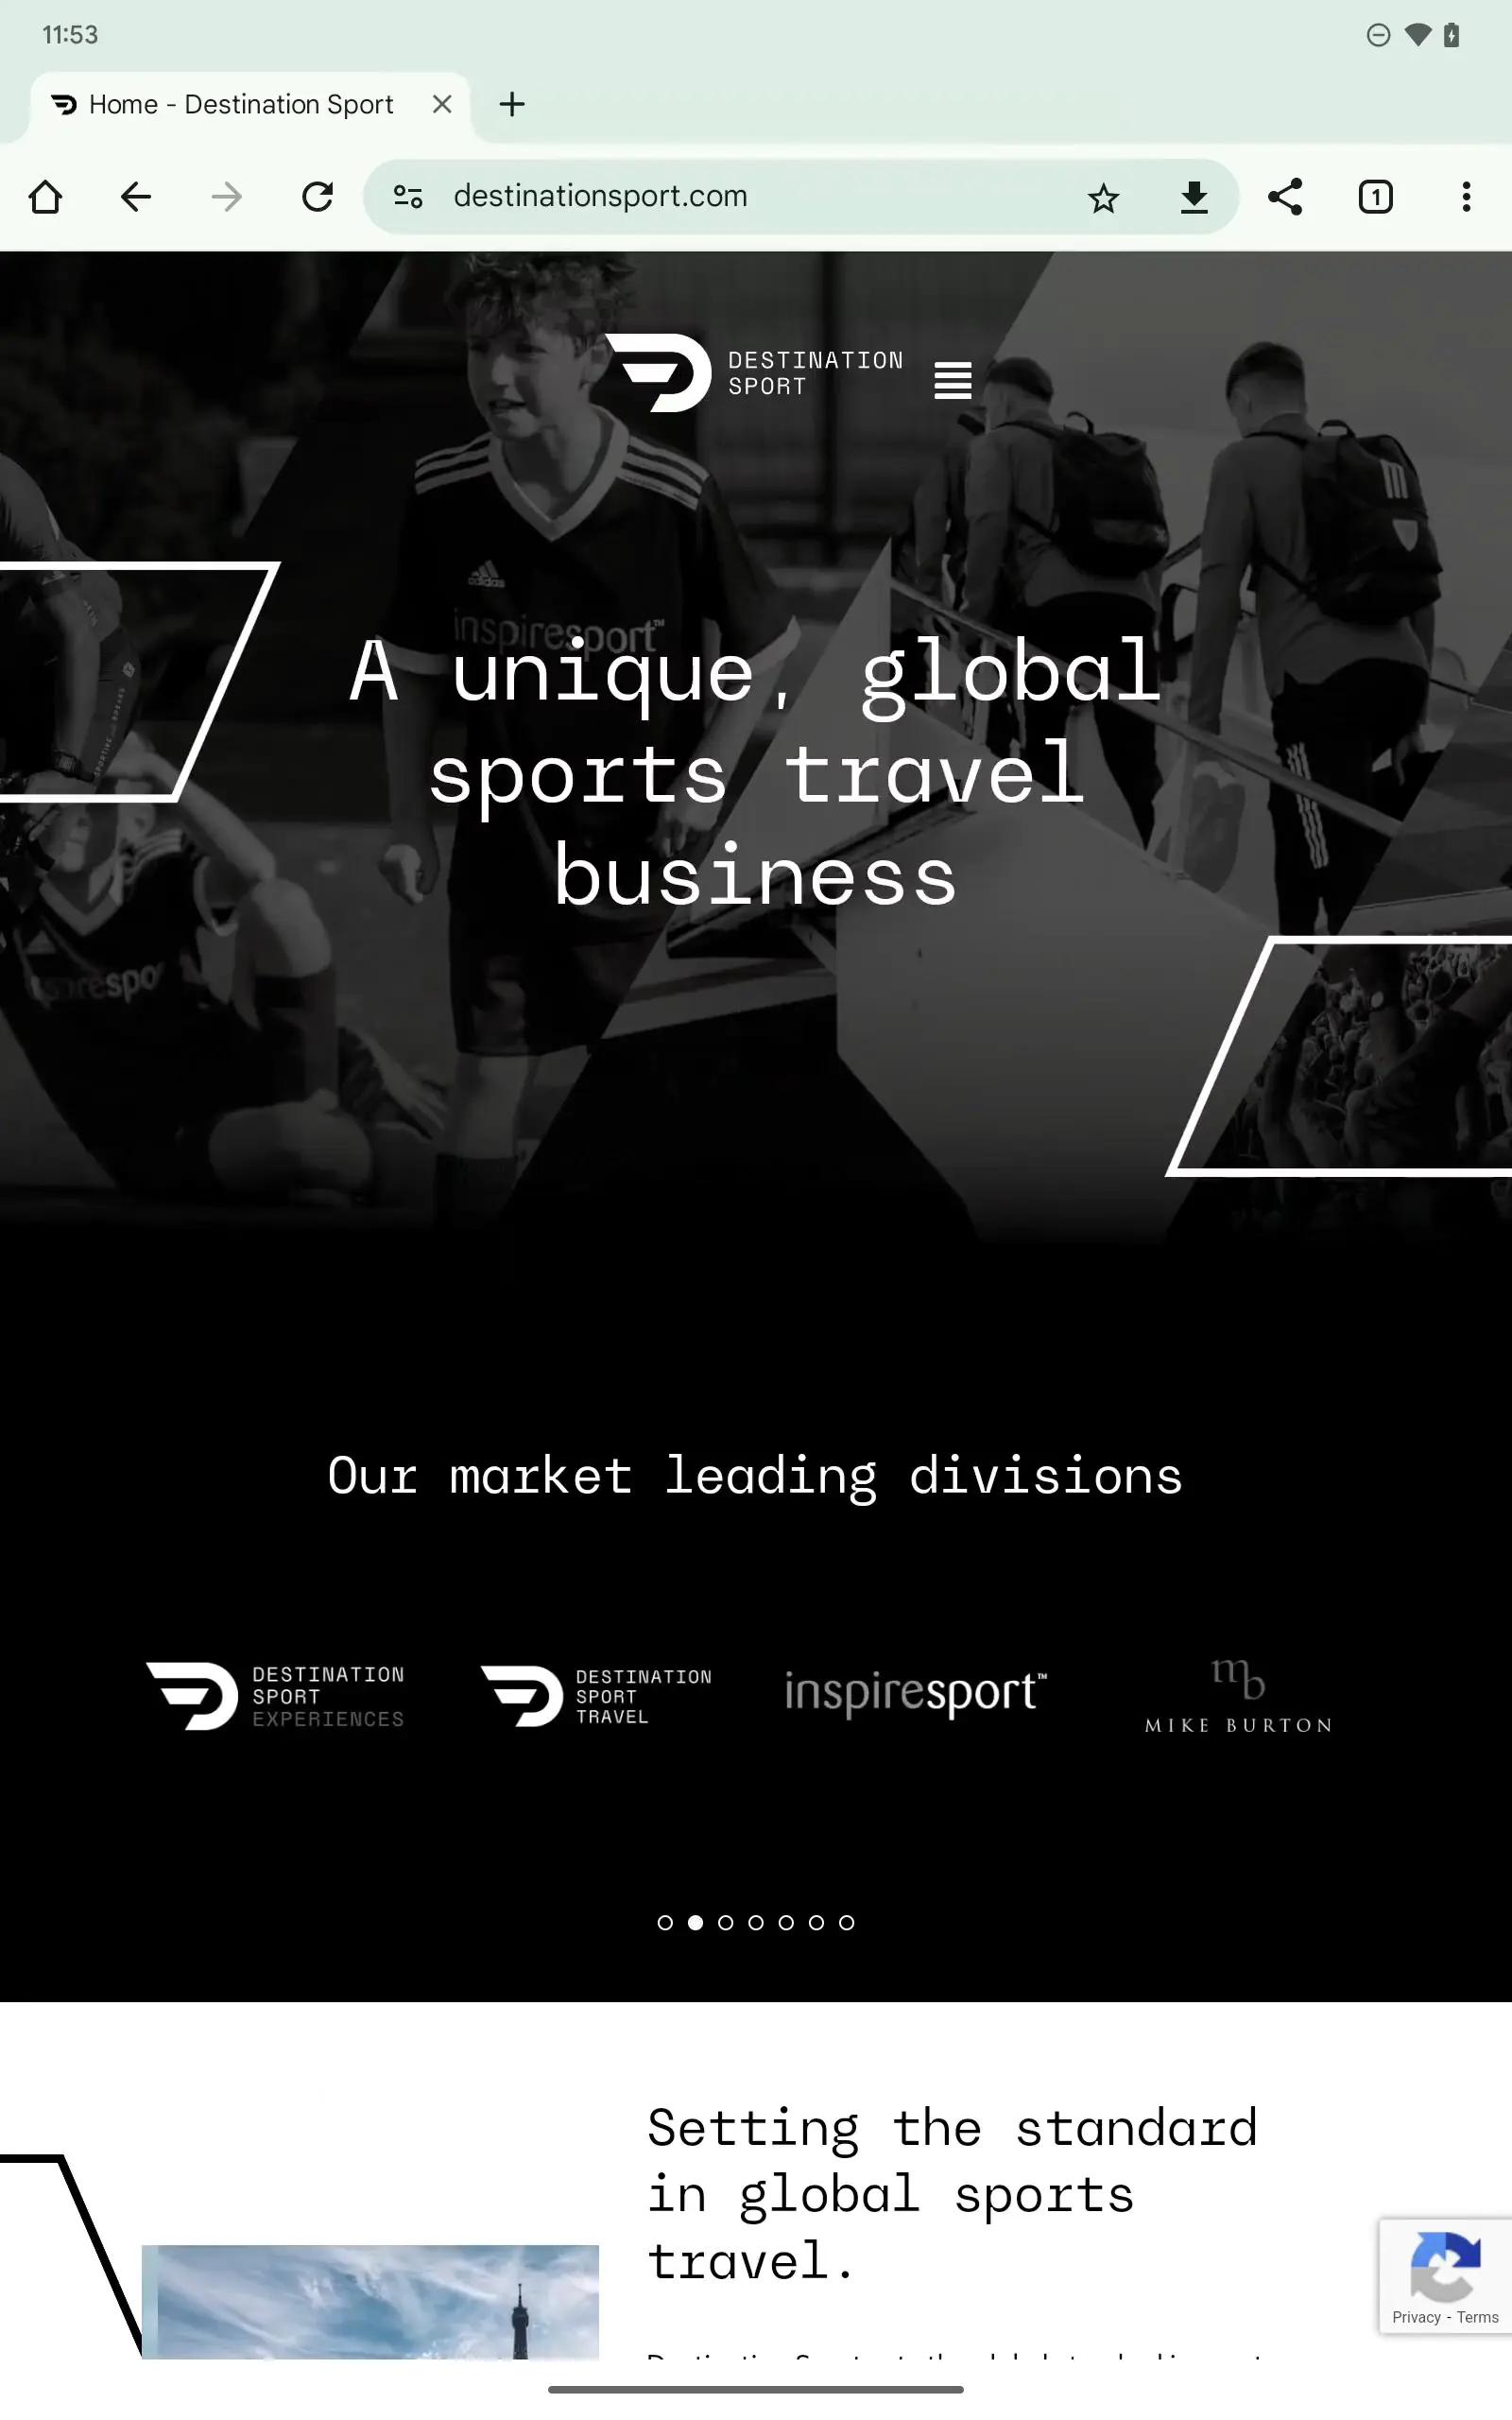 11:53
Home - Destination Sport
destinationsport.com
1
DESTINATION
SPORT
adidas
inspiresport™
A unique, global
sports travel
business
Our market leading divisions
DESTINATION
SPORT
EXPERIENCES
DESTINATION
SPORT
TRAVEL
inspiresport™
mb
MIKE BURTON
Setting the standard
in global sports
travel.
Privacy - Terms